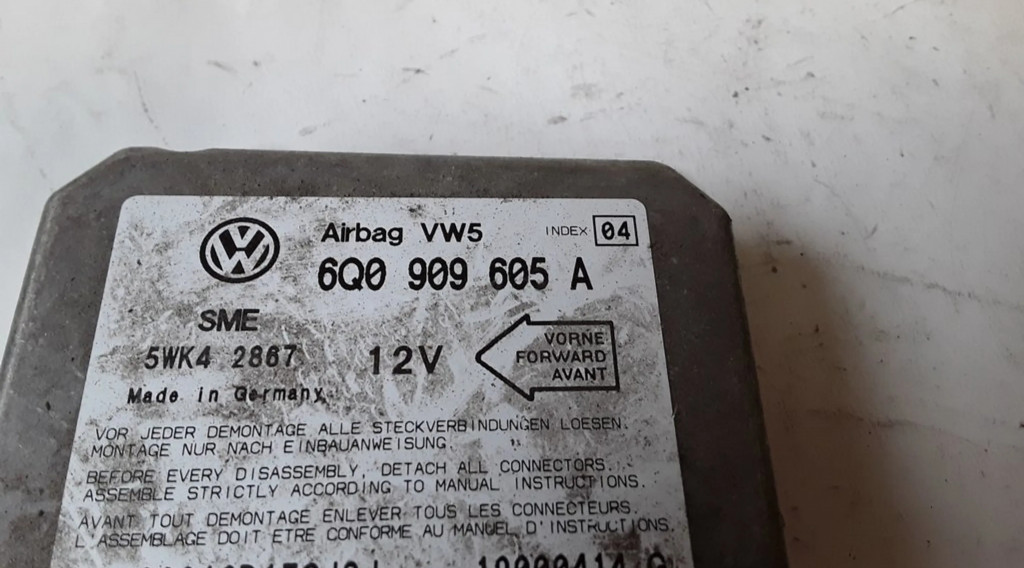 Airbag VW5 INDEX 04
6Q0 909 605 A
SME
5WK4 2867 12V
VORNE
FORWARD
AVANT
Made in Germany
VOR JEDER DEMONTAGE ALLE STECKVERBINDUNGEN LOESEN.
MONTAGE NUR NACH EINBAUANWEISUNG.
BEFORE EVERY DISASSEMBLY, DETACH ALL CONNECTORS.
ASSEMBLE STRICTLY ACCORDING TO MANUAL INSTRUCTIONS.
AVANT TOUT DEMONTAGE ENLEVER TOUS LES CONNECTEURS.
L'ASSEMBLAGE DOIT ETRE CONFORME AU MANUEL D'INSTRUCTIONS.